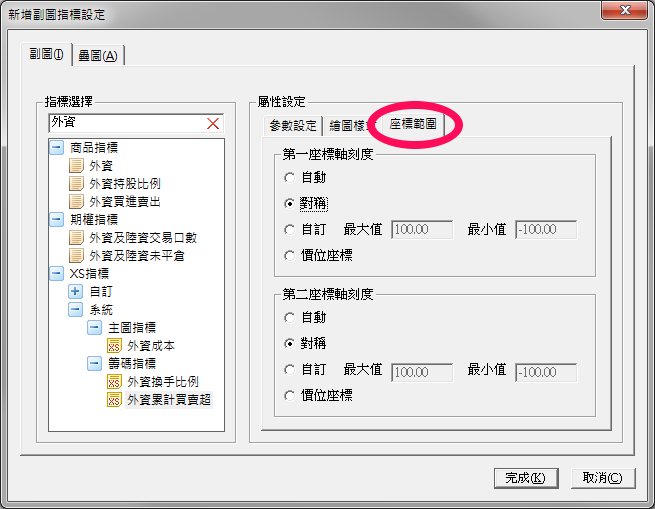 新增副圖指標設定
副圖(I)
疊圖(A)
指標選擇
外資
商品指標
外資
外資持股比例
外資買進賣出
期權指標
外資及陸資交易口數
外資及陸資未平倉
XS指標
自訂
系統
主圖指標
XS 外資成本
籌碼指標
XS 外資換手比例
XS 外資累計買賣超
屬性設定
參數設定
繪圖樣
座標範圍
第一座標軸刻度
自動
對稱
自訂 最大值 100.00 最小值 -100.00
價位座標
第二座標軸刻度
自動
對稱
自訂 最大值 100.00 最小值 -100.00
價位座標
完成(K)
取消(C)